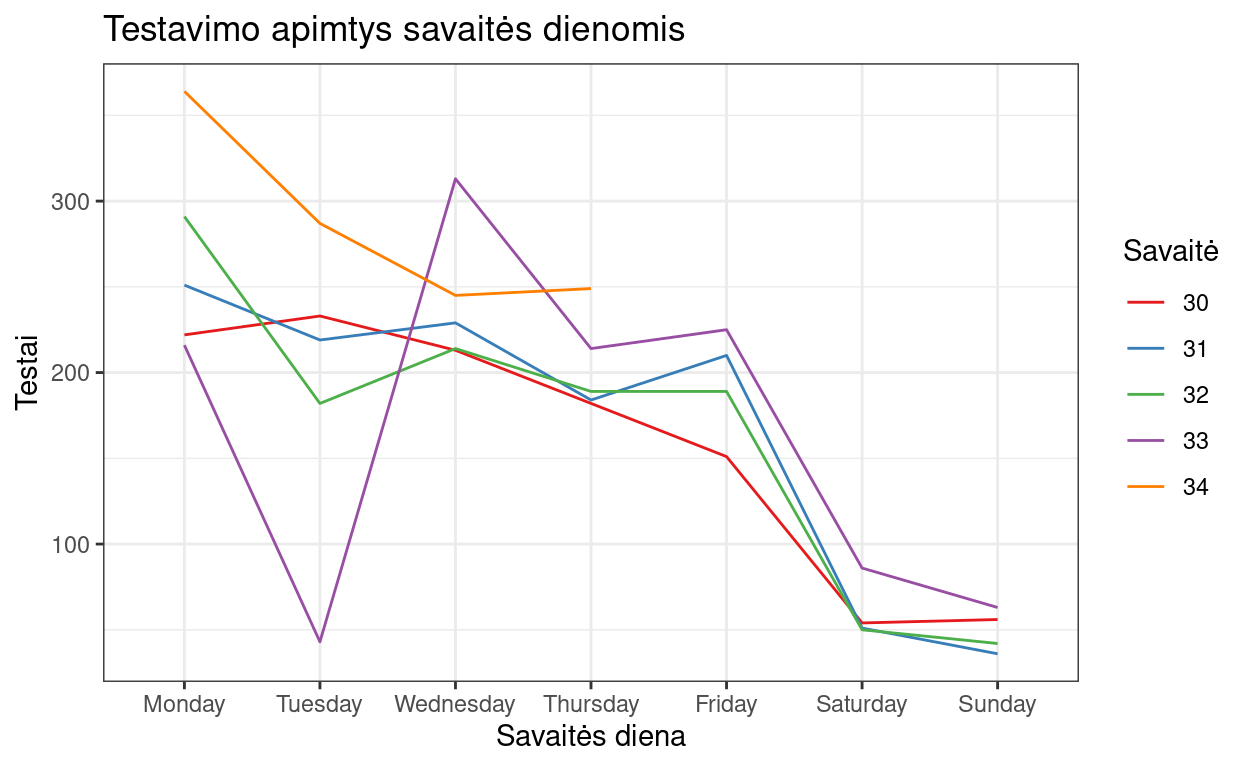 Testavimo apimtys savaitės dienomis
Testai
300
200
100
Monday Tuesday Wednesday Thursday Friday Saturday Sunday
Savaitės diena
Savaitė
30
31
32
33
34